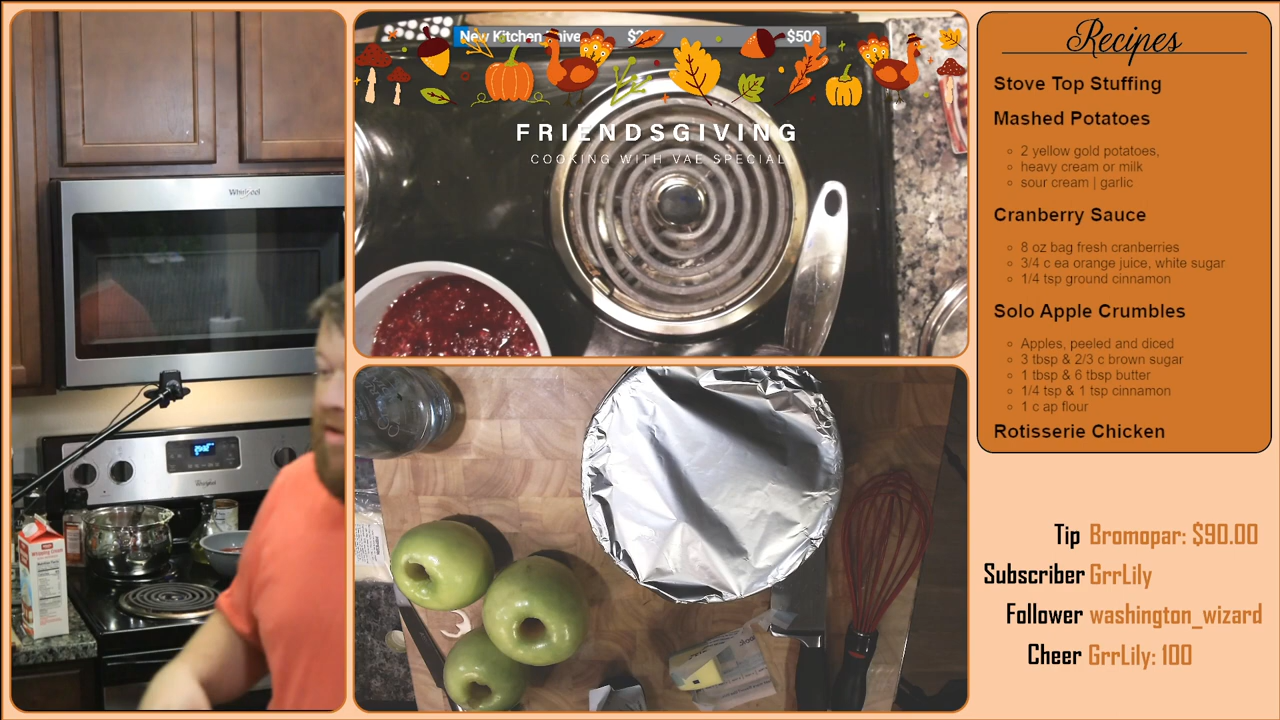 New Kitchen
$500
FRIENDSGIVING
COOKING WITH VAE SPECIAL
Whirlpool
Whirlpool
Whipping Cream
Recipes
Stove Top Stuffing
Mashed Potatoes
2 yellow gold potatoes,
heavy cream or milk
sour cream | garlic
Cranberry Sauce
8 oz bag fresh cranberries
3/4 c ea orange juice, white sugar
1/4 tsp ground cinnamon
Solo Apple Crumbles
Apples, peeled and diced
3 tbsp & 2/3 c brown sugar
1 tbsp & 6 tbsp butter
1/4 tsp & 1 tsp cinnamon
1 c ap flour
Rotisserie Chicken
Tip Bromopar: $90.00
Subscriber GrrLily
Follower washington_wizard
Cheer GrrLily: 100